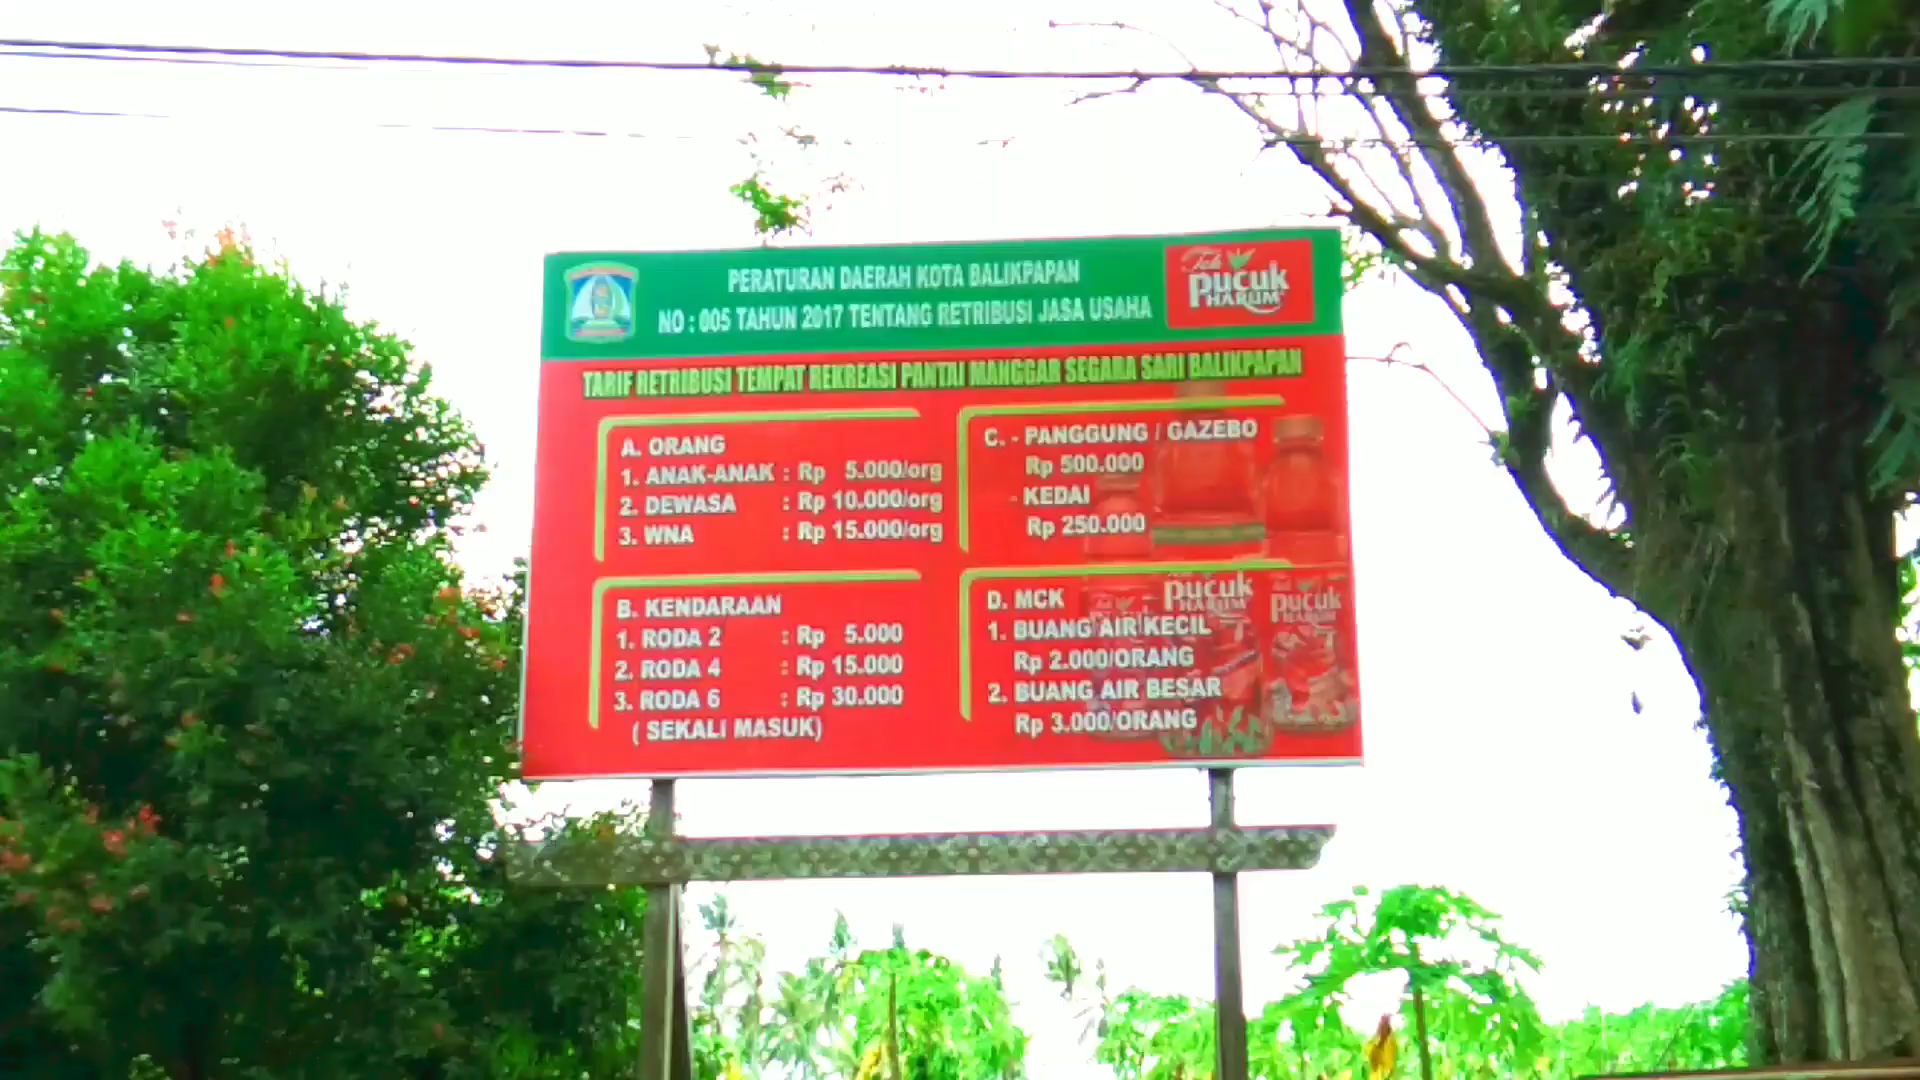 PERATURAN DAERAH KOTA BALIKPAPAN
NO : 005 TAHUN 2017 TENTANG RETRIBUSI JASA USAHA
Teh
Pucuk
HARUM
TARIF RETRIBUSI TEMPAT REKREASI PANTAI MANGGAR SEGARA SARI BALIKPAPAN
A. ORANG
1. ANAK-ANAK : Rp 5.000/org
2. DEWASA : Rp 10.000/org
3. WNA : Rp 15.000/org
B. KENDARAAN
1. RODA 2 : Rp 5.000
2. RODA 4 : Rp 15.000
3. RODA 6 : Rp 30.000
( SEKALI MASUK)
C. - PANGGUNG / GAZEBO
Rp 500.000
- KEDAI
Rp 250.000
D. MCK
1. BUANG AIR KECIL
Rp 2.000/ORANG
2. BUANG AIR BESAR
Rp 3.000/ORANG
Pucuk
HARUM
Pucuk
HARUM